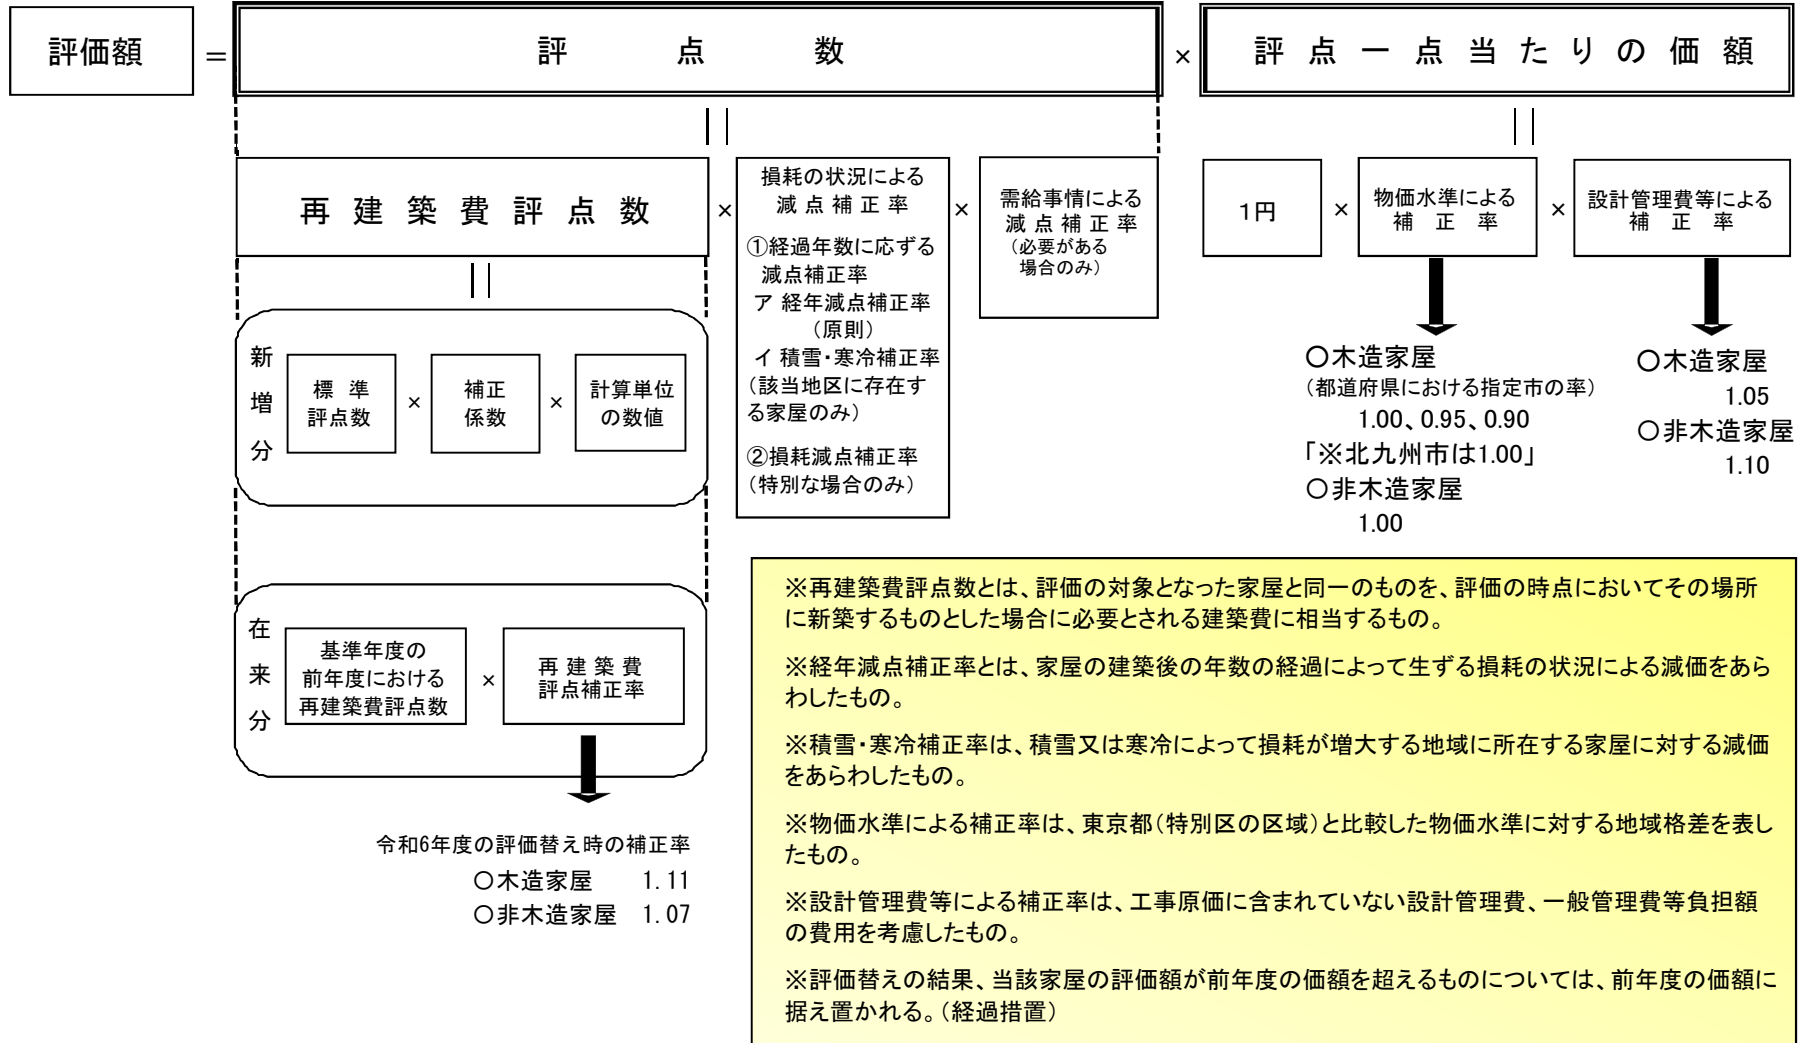 評価額
＝
評点数
×
評点一点当たりの価額
再建築費評点数
×
損耗の状況による
減点補正率
①経過年数に応ずる
減点補正率
ア 経年減点補正率
（原則）
イ 積雪・寒冷補正率
（該当地区に存在す
る家屋のみ）
②損耗減点補正率
（特別な場合のみ）
×
需給事情による
減点補正率
（必要がある
場合のみ）
1円
×
物価水準による
補正率
×
設計管理費等による
補正率
新増分
標準
評点数
×
補正
係数
×
計算単位
の数値
○木造家屋
（都道府県における指定市の率）
1.00、0.95、0.90
「※北九州市は1.00」
○非木造家屋
1.00
○木造家屋
1.05
○非木造家屋
1.10
在来分
基準年度の
前年度における
再建築費評点数
×
再建築費
評点補正率
令和6年度の評価替え時の補正率
○木造家屋 1.11
○非木造家屋 1.07
※再建築費評点数とは、評価の対象となった家屋と同一のものを、評価の時点においてその場所
に新築するものとした場合に必要とされる建築費に相当するもの。
※経年減点補正率とは、家屋の建築後の年数の経過によって生ずる損耗の状況による減価をあら
わしたもの。
※積雪・寒冷補正率は、積雪又は寒冷によって損耗が増大する地域に所在する家屋に対する減価
をあらわしたもの。
※物価水準による補正率は、東京都（特別区の区域）と比較した物価水準に対する地域格差を表し
たもの。
※設計管理費等による補正率は、工事原価に含まれていない設計管理費、一般管理費等負担額
の費用を考慮したもの。
※評価替えの結果、当該家屋の評価額が前年度の価額を超えるものについては、前年度の価額に
据え置かれる。（経過措置）